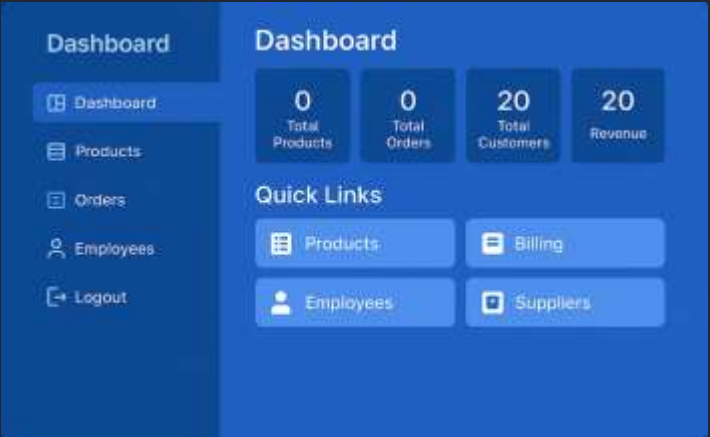 Dashboard
Dashboard
Products
Orders
Employees
Logout
Dashboard
0
Total
Products
0
Total
Orders
20
Total
Customers
20
Revenue
Quick Links
Products
Billing
Employees
Suppliers